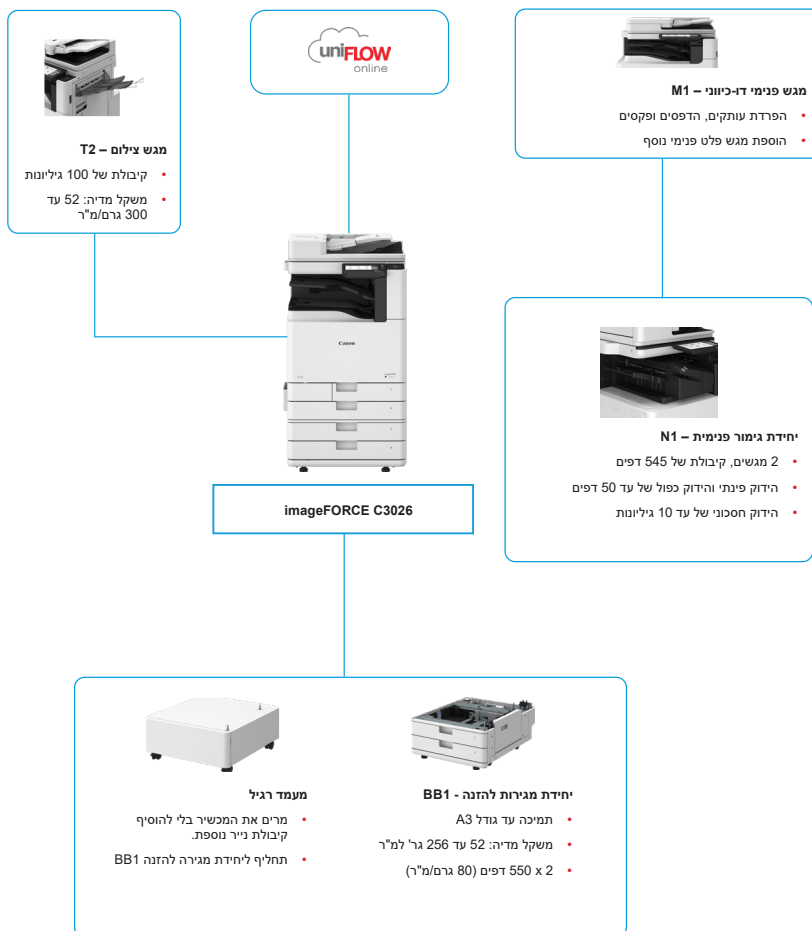 uniFLOW
online
מגש פנימי דו-כיווני – M1
• הפרדת עותקים, הדפסים ופקסים
• הוספת מגש פלט פנימי נוסף
מגש צילום – T2
• קיבולת של 100 גיליונות
• משקל מדיה: 52 עד
300 גרם/מ"ר
Canon
imageFORCE C3026
יחידת גימור פנימית – N1
• 2 מגשים, קיבולת של 545 דפים
• הידוק פינתי והידוק כפול של עד 50 דפים
• הידוק חסכוני של עד 10 גיליונות
יחידת מגירות להזנה - BB1
• תמיכה עד גודל A3
• משקל מדיה: 52 עד 256 גר' למ"ר
• 2 x 550 דפים (80 גרם/מ"ר)
מעמד רגיל
• מרים את המכשיר בלי להוסיף
קיבולת נייר נוספת.
• תחליף ליחידת מגירה להזנה BB1